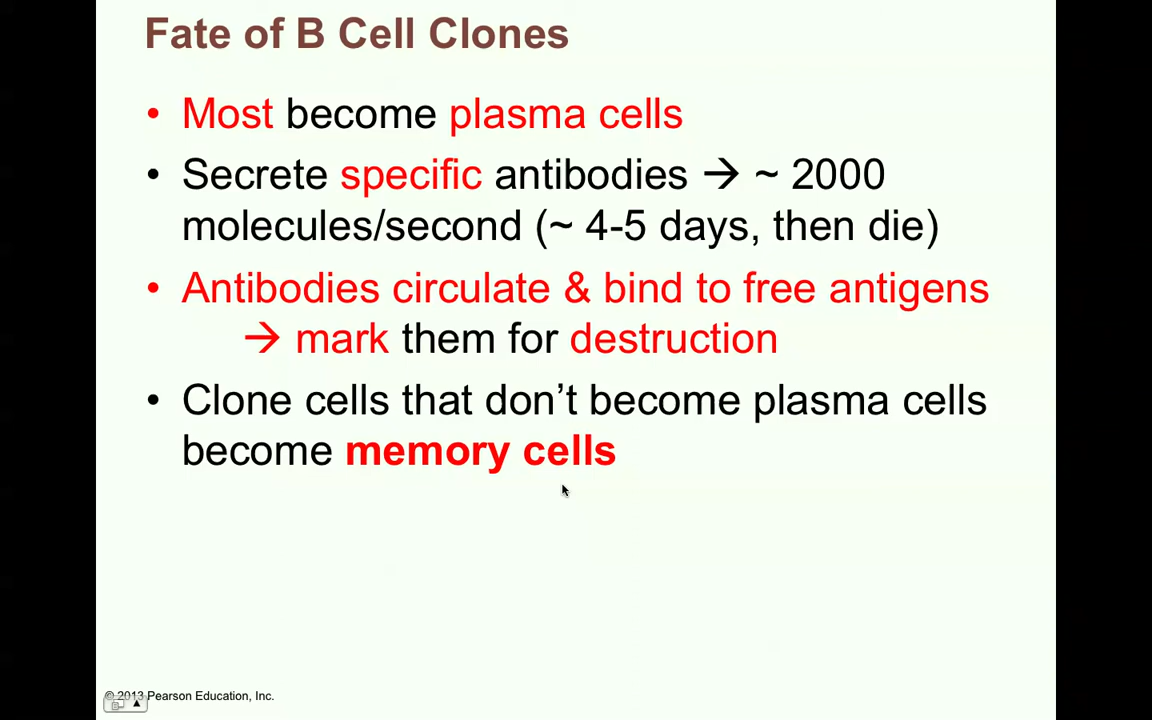 Fate of B Cell Clones
• Most become plasma cells
• Secrete specific antibodies → ~ 2000
molecules/second (~ 4-5 days, then die)
• Antibodies circulate & bind to free antigens
→ mark them for destruction
• Clone cells that don’t become plasma cells
become memory cells
© 2013 Pearson Education, Inc.